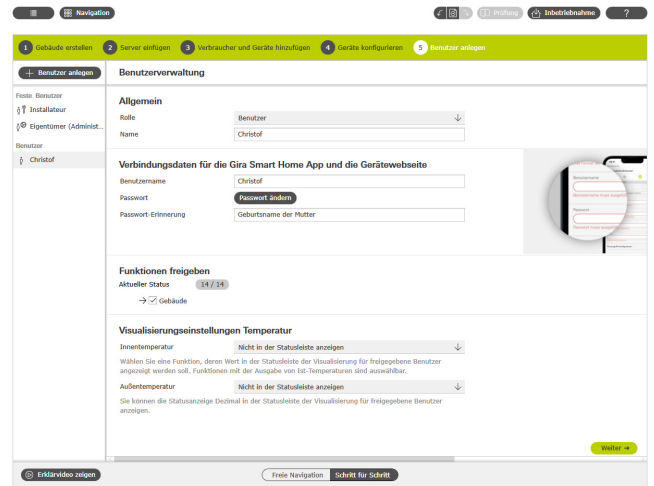 Navigation
Prüfung
Inbetriebnahme
?
1 Gebäude erstellen
2 Server einfügen
3 Verbraucher und Geräte hinzufügen
4 Geräte konfigurieren
5 Benutzer anlegen
+ Benutzer anlegen
Benutzerverwaltung
Feste Benutzer
Installateur
Eigentümer (Administ...
Benutzer
Christof
Allgemein
Rolle
Benutzer
Name
Christof
Verbindungsdaten für die Gira Smart Home App und die Gerätewebseite
Benutzername
Christof
Passwort
Passwort ändern
Passwort-Erinnerung
Geburtsname der Mutter
Benutzername
Passwort
Funktionen freigeben
Aktueller Status
14 / 14
Gebäude
Visualisierungseinstellungen Temperatur
Innentemperatur
Nicht in der Statusleiste anzeigen
Wählen Sie eine Funktion, deren Wert in der Statusleiste der Visualisierung für freigegebene Benutzer
angezeigt werden soll. Funktionen mit der Ausgabe von Ist-Temperaturen sind auswählbar.
Außentemperatur
Nicht in der Statusleiste anzeigen
Sie können die Statusanzeige Dezimal in der Statusleiste der Visualisierung für freigegebene Benutzer
anzeigen.
Weiter →
Erklärvideo zeigen
Freie Navigation
Schritt für Schritt